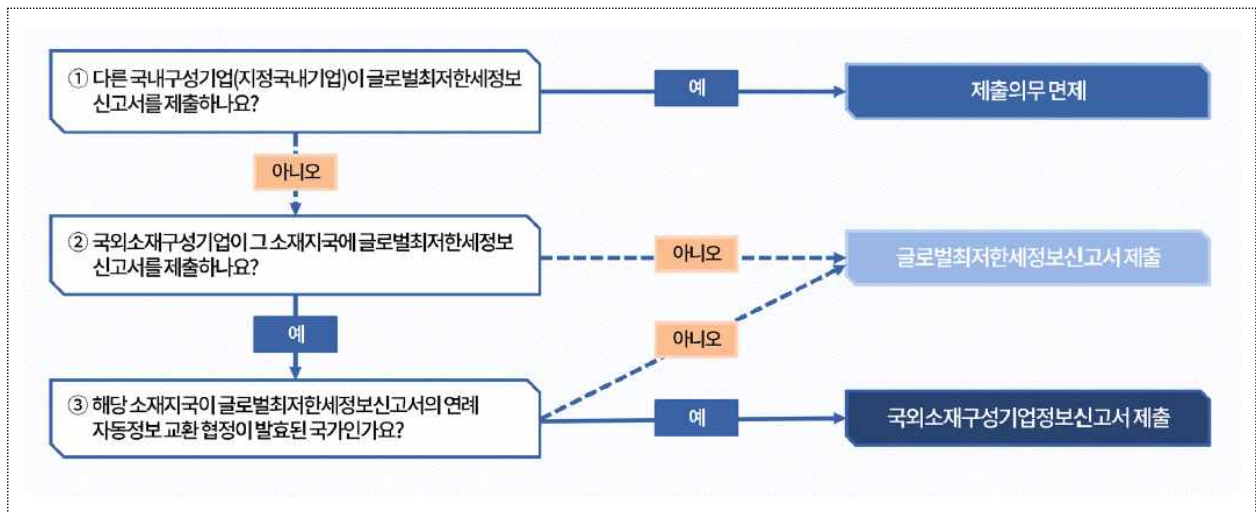 ① 다른 국내구성기업(지정국내기업)이 글로벌최저한세정보
신고서를 제출하나요?
예
제출의무 면제
아니오
② 국외소재구성기업이 그 소재지국에 글로벌최저한세정보
신고서를 제출하나요?
아니오
글로벌최저한세정보신고서 제출
예
아니오
③ 해당 소재지국이 글로벌최저한세정보신고서의 연례
자동정보 교환 협정이 발효된 국가인가요?
예
국외소재구성기업정보신고서 제출